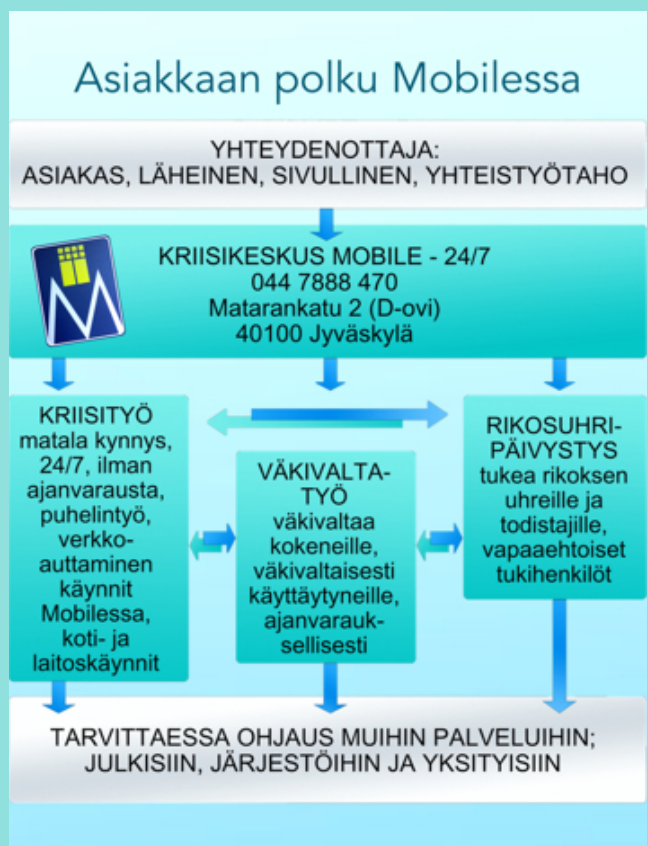 Asiakkaan polku Mobilessa
YHTEYDENOTTAJA:
ASIAKAS, LÄHEINEN, SIVULLINEN, YHTEISTYÖTAHO
KRIISIKESKUS MOBILE - 24/7
044 7888 470
Matarankatu 2 (D-ovi)
40100 Jyväskylä
M
KRIISITYÖ
matala kynnys,
24/7, ilman
ajanvarausta,
puhelintyö,
verkko-
auttaminen
käynnit
Mobilessa,
koti- ja
laitoskäynnit
VÄKIVALTA-
TYÖ
väkivaltaa
kokeneille,
väkivaltaisesti
käyttäytyneille,
ajanvarauk-
sellisesti
RIKOSUHRI-
PÄIVYSTYS
tukea rikoksen
uhreille ja
todistajille,
vapaaehtoiset
tukihenkilöt
TARVITTAESSA OHJAUS MUIHIN PALVELUIHIN;
JULKISIIN, JÄRJESTÖIHIN JA YKSITYISIIN